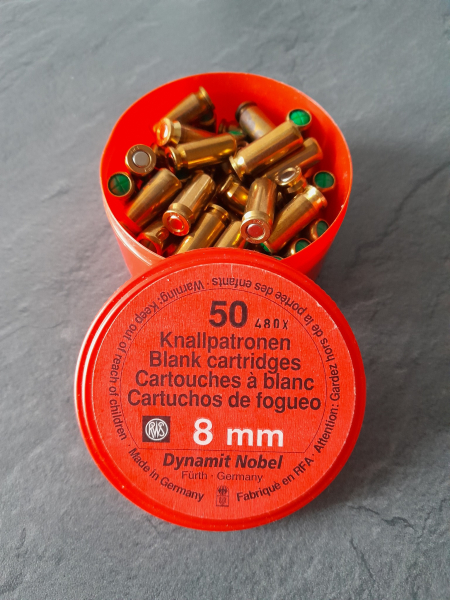 50 480X
Knallpatronen
Blank cartridges
Cartouches à blanc
Cartuchos de fogueo
RWS 8 mm
Dynamit Nobel
Fürth · Germany
Warning: Keep out of reach of children ·
Gardez hors de la portée des enfants ·
Attention:
Made in Germany
Fabriqué en RFA ·